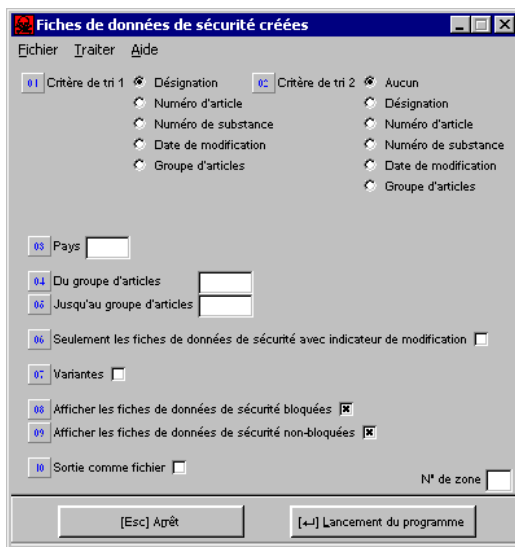 Fiches de données de sécurité créées
Fichier Traiter Aide
01 Critère de tri 1 Désignation 02 Critère de tri 2 Aucun
Numéro d'article Désignation
Numéro de substance Numéro d'article
Date de modification Numéro de substance
Groupe d'articles Date de modification
Groupe d'articles
03 Pays
04 Du groupe d'articles
05 Jusqu'au groupe d'articles
06 Seulement les fiches de données de sécurité avec indicateur de modification
07 Variantes
08 Afficher les fiches de données de sécurité bloquées
09 Afficher les fiches de données de sécurité non-bloquées
10 Sortie comme fichier
N° de zone
[Esc] Arrêt [↵] Lancement du programme